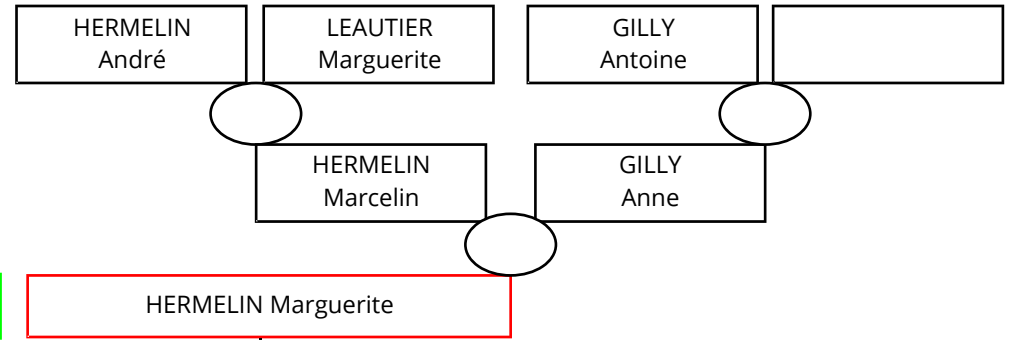 HERMELIN
André
LEAUTIER
Marguerite
GILLY
Antoine
HERMELIN
Marcelin
GILLY
Anne
HERMELIN Marguerite